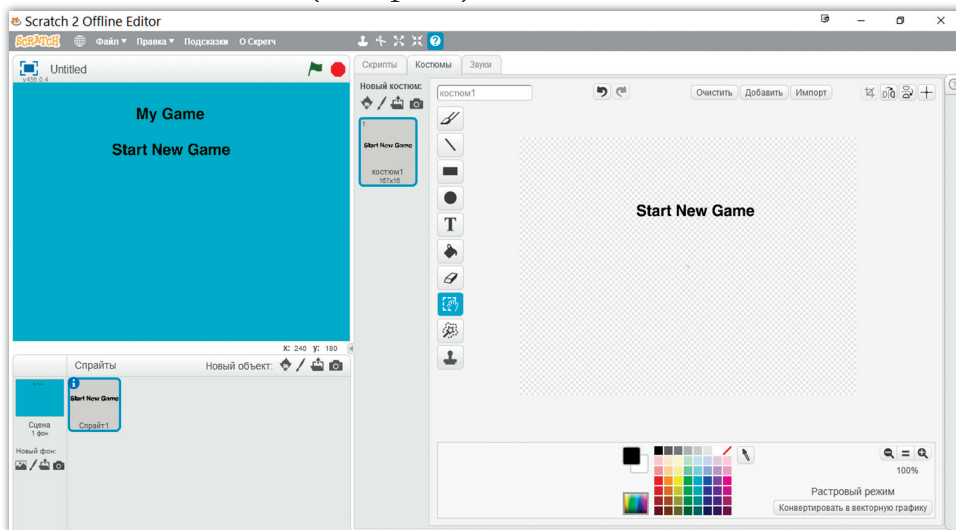 Scratch 2 Offline Editor
SCRATCH Файл Правка Подсказки О Скретч
Untitled
v456.0.4
My Game
Start New Game
x: 240 y: 180
Спрайты Новый объект:
Сцена
1 фон
Новый фон:
Start New Game
Спрайт1
Скрипты Костюмы Звуки
Новый костюм:
1
Start New Game
костюм1
167x16
костюм1
Очистить Добавить Импорт
T
Start New Game
100%
Растровый режим
Конвертировать в векторную графику